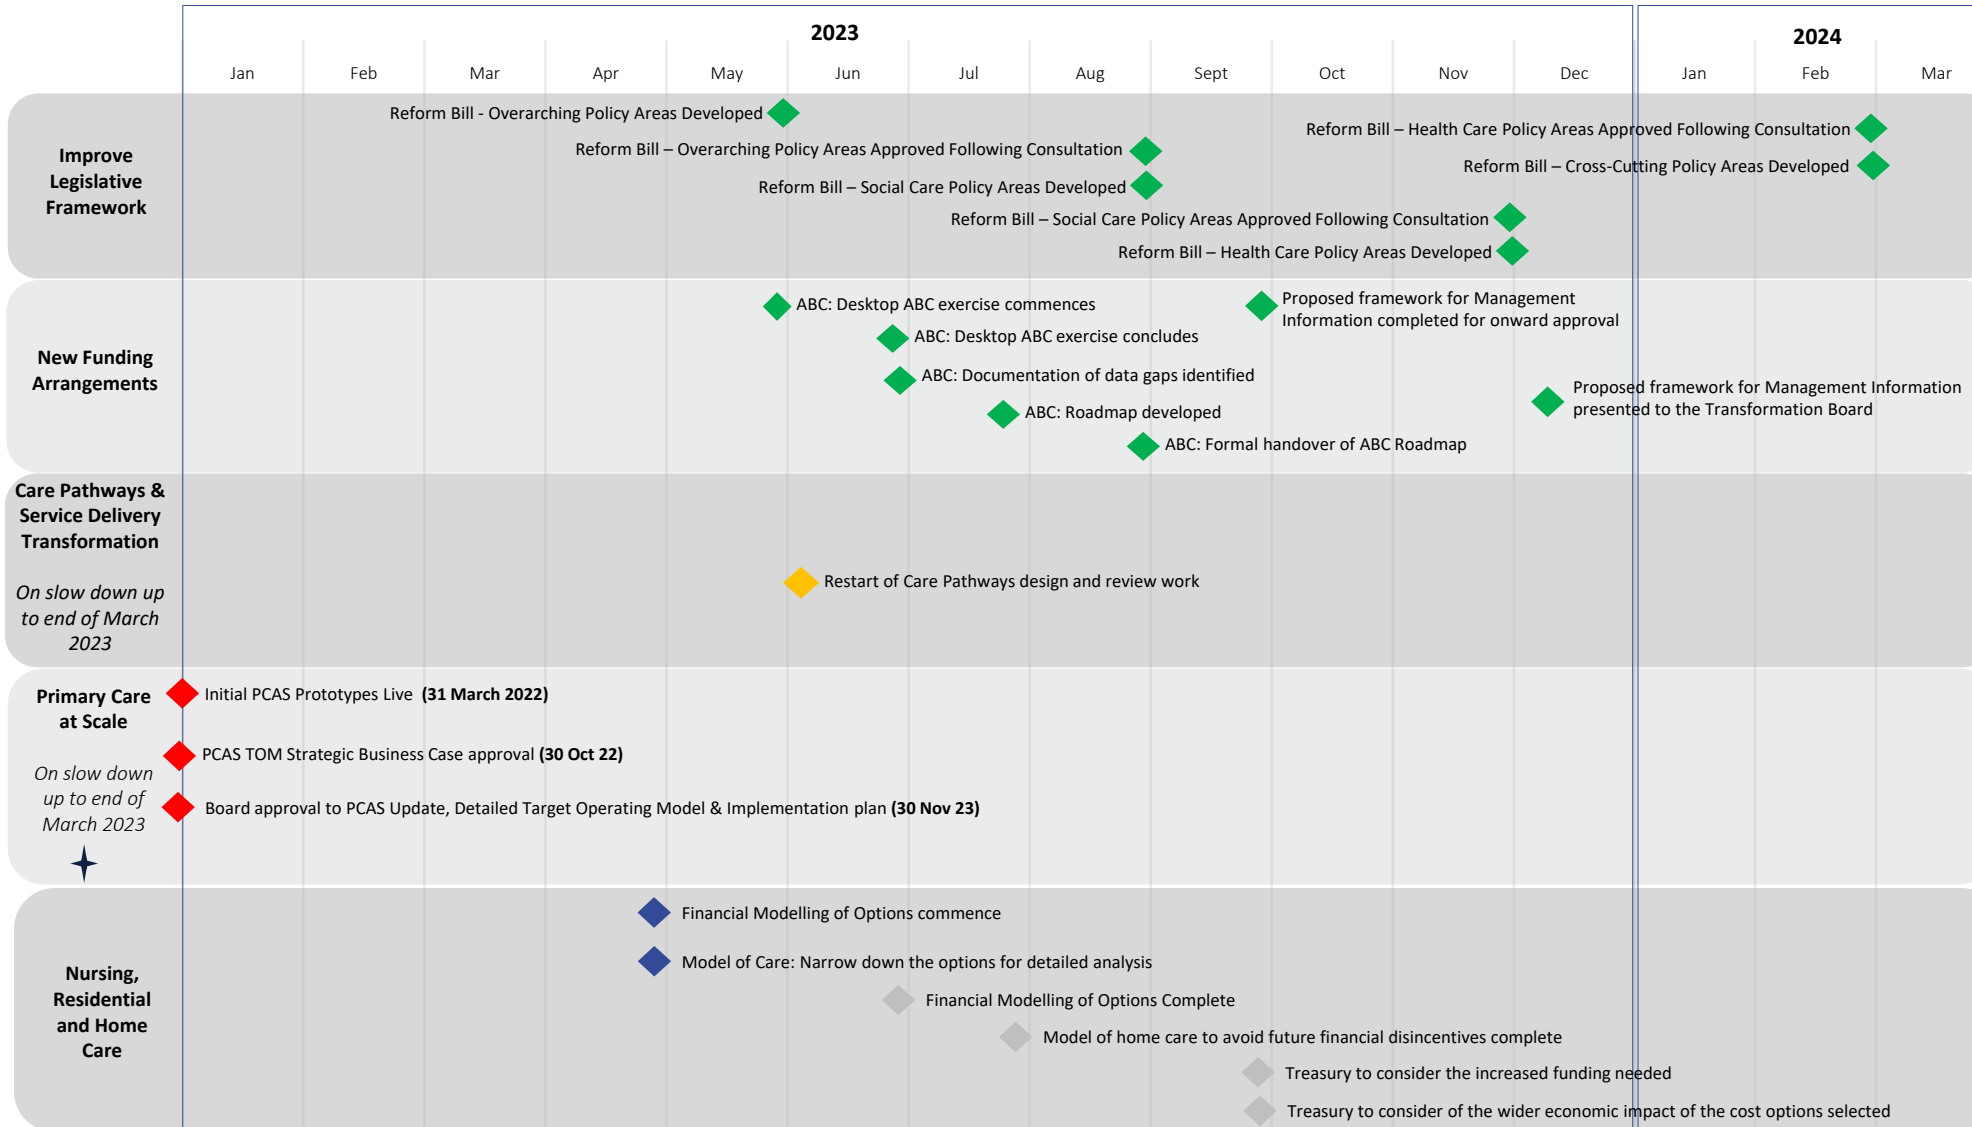 2023
2024
Jan
Feb
Mar
Apr
May
Jun
Jul
Aug
Sept
Oct
Nov
Dec
Jan
Feb
Mar
Improve
Legislative
Framework
Reform Bill - Overarching Policy Areas Developed
Reform Bill – Overarching Policy Areas Approved Following Consultation
Reform Bill – Social Care Policy Areas Developed
Reform Bill – Social Care Policy Areas Approved Following Consultation
Reform Bill – Health Care Policy Areas Developed
Reform Bill – Health Care Policy Areas Approved Following Consultation
Reform Bill – Cross-Cutting Policy Areas Developed
New Funding
Arrangements
ABC: Desktop ABC exercise commences
ABC: Desktop ABC exercise concludes
ABC: Documentation of data gaps identified
ABC: Roadmap developed
ABC: Formal handover of ABC Roadmap
Proposed framework for Management
Information completed for onward approval
Proposed framework for Management Information
presented to the Transformation Board
Care Pathways &
Service Delivery
Transformation
On slow down up
to end of March
2023
Restart of Care Pathways design and review work
Primary Care
at Scale
On slow down
up to end of
March 2023
Initial PCAS Prototypes Live (31 March 2022)
PCAS TOM Strategic Business Case approval (30 Oct 22)
Board approval to PCAS Update, Detailed Target Operating Model & Implementation plan (30 Nov 23)
Nursing,
Residential
and Home
Care
Financial Modelling of Options commence
Model of Care: Narrow down the options for detailed analysis
Financial Modelling of Options Complete
Model of home care to avoid future financial disincentives complete
Treasury to consider the increased funding needed
Treasury to consider of the wider economic impact of the cost options selected